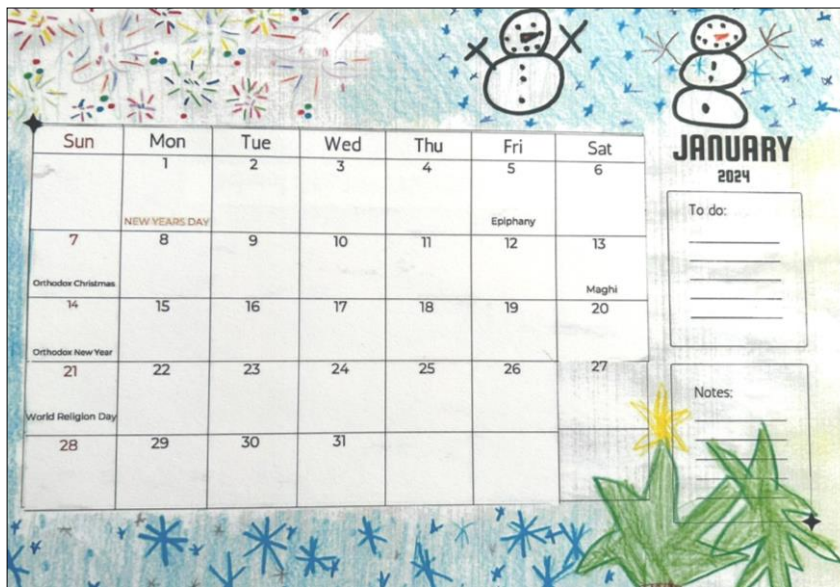 Sun Mon Tue Wed Thu Fri Sat
1 2 3 4 5 6
NEW YEARS DAY Epiphany
7 8 9 10 11 12 13
Orthodox Christmas Maghi
14 15 16 17 18 19 20
Orthodox New Year
21 22 23 24 25 26 27
World Religion Day
28 29 30 31
JANUARY
2024
To do:
Notes: